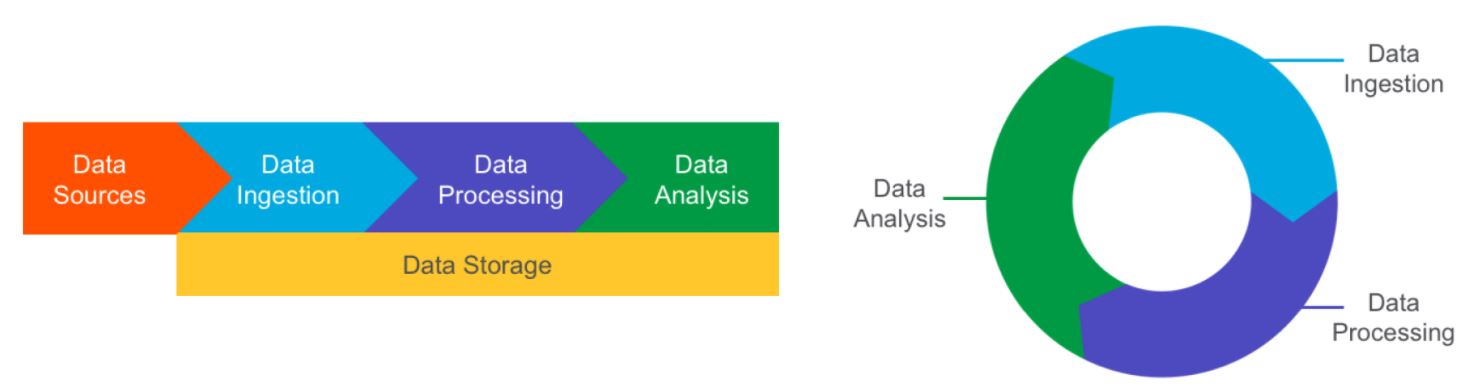 Data
Sources
Data
Ingestion
Data
Processing
Data
Analysis
Data Storage
Data
Ingestion
Data
Analysis
Data
Processing